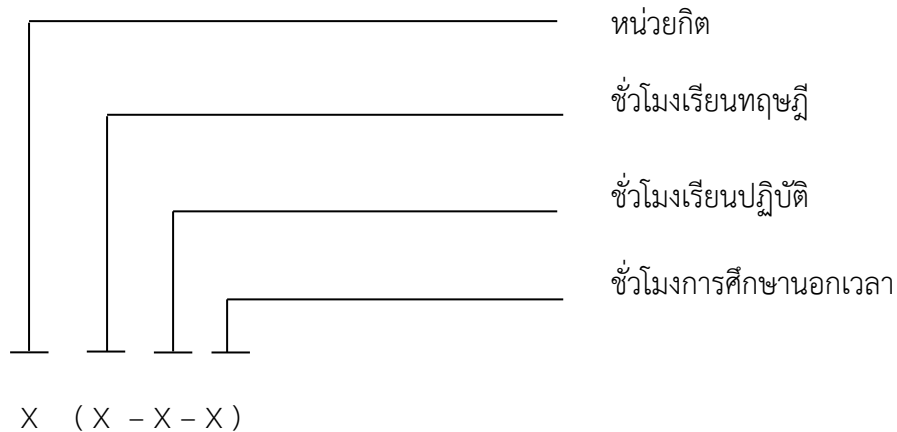 หน่วยกิต
ชั่วโมงเรียนทฤษฎี
ชั่วโมงเรียนปฏิบัติ
ชั่วโมงการศึกษานอกเวลา
X ( X – X – X )